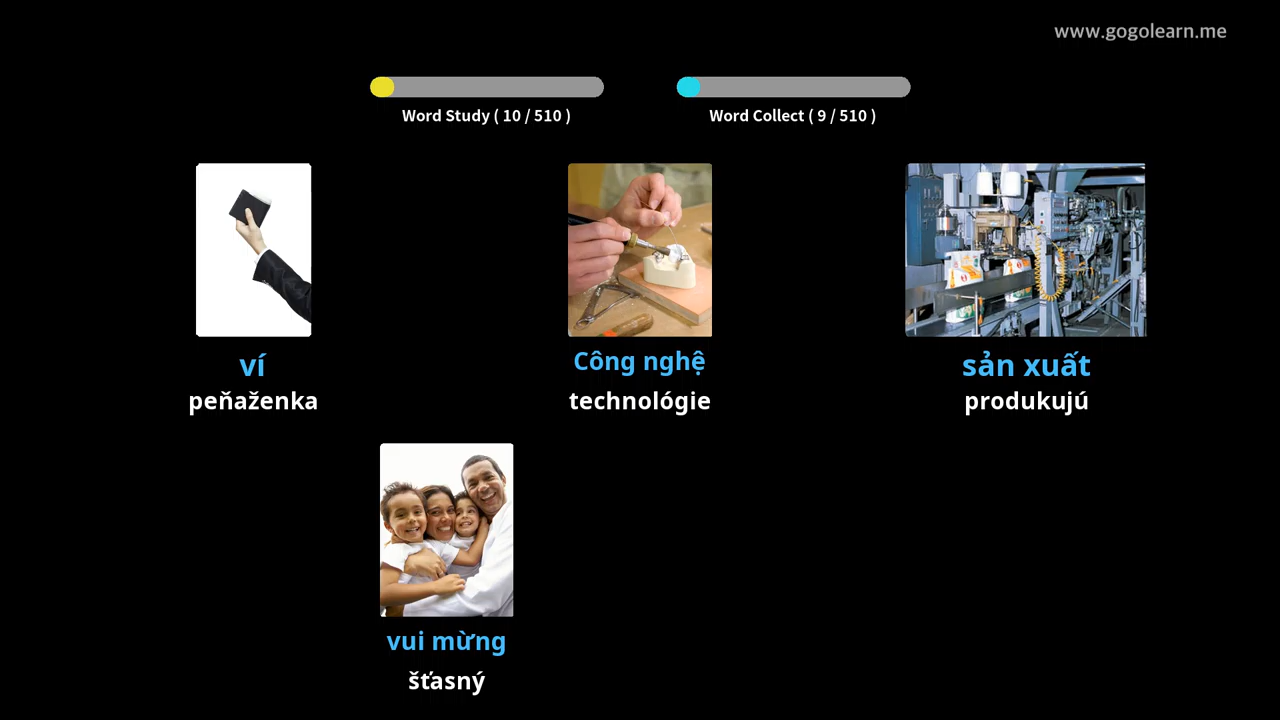 www.gogolearn.me
Word Study ( 10 / 510 )
Word Collect ( 9 / 510 )
ví
peňaženka
Công nghệ
technológie
sản xuất
produkujú
vui mừng
šťasný